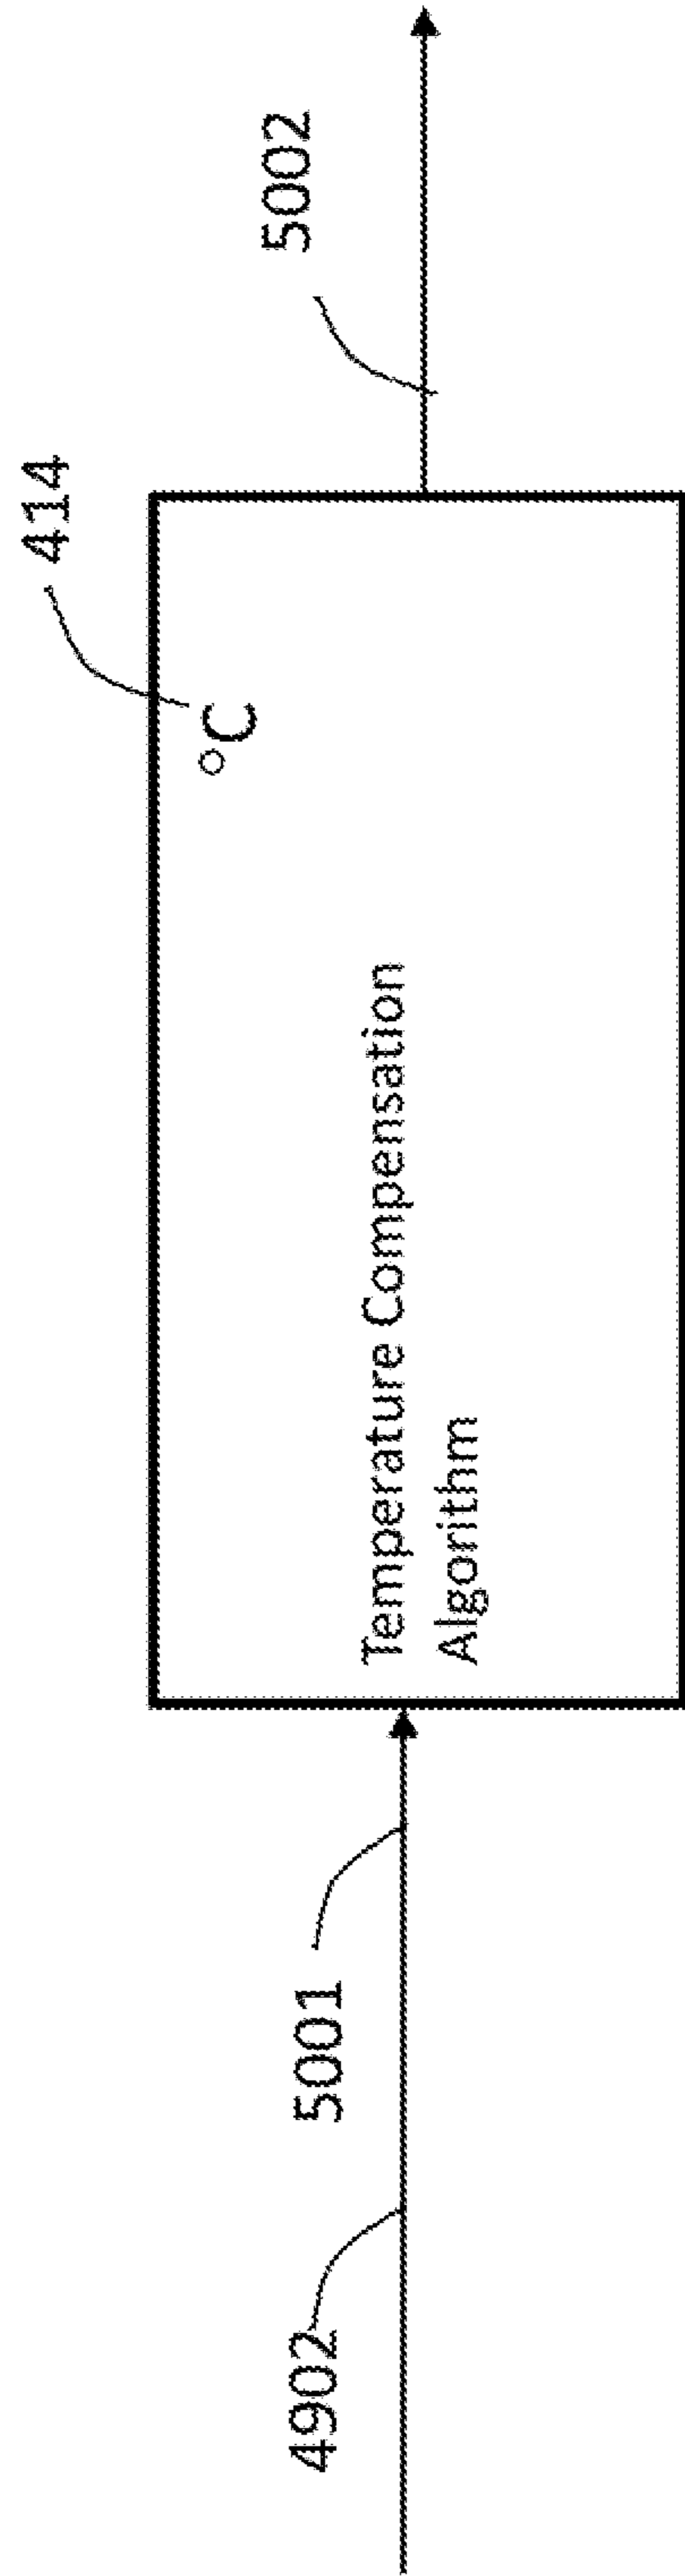 414
5002
°C
5001
4902
Temperature Compensation
Algorithm